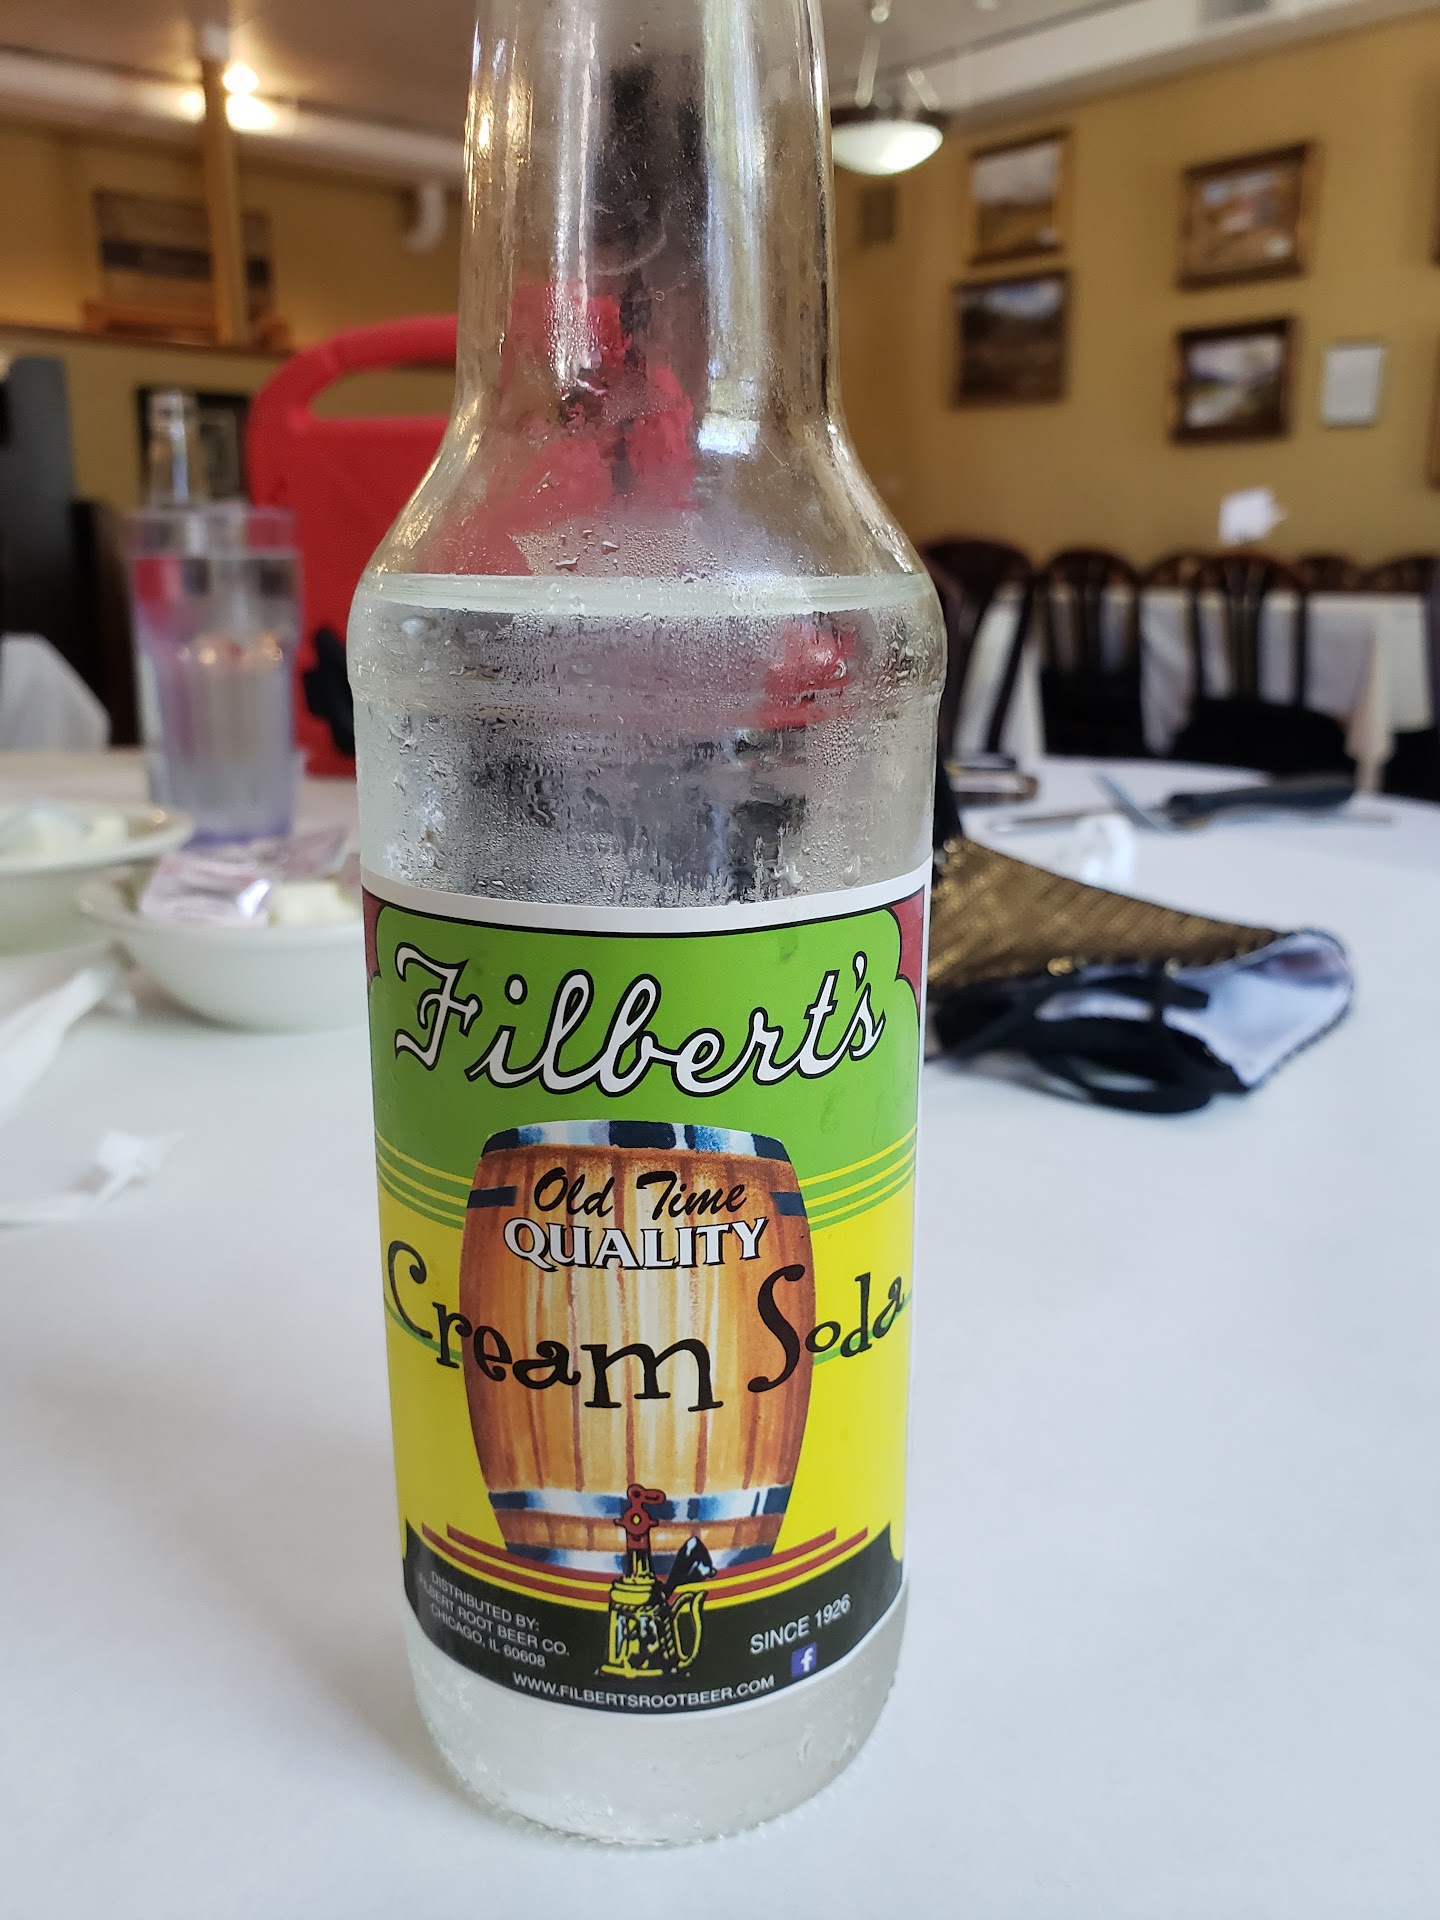 Filbert's
Old Time
QUALITY
Cream Soda
DISTRIBUTED BY:
FILBERT ROOT BEER CO.
CHICAGO, IL 60608
SINCE 1926
WWW.FILBERTSROOTBEER.COM
f